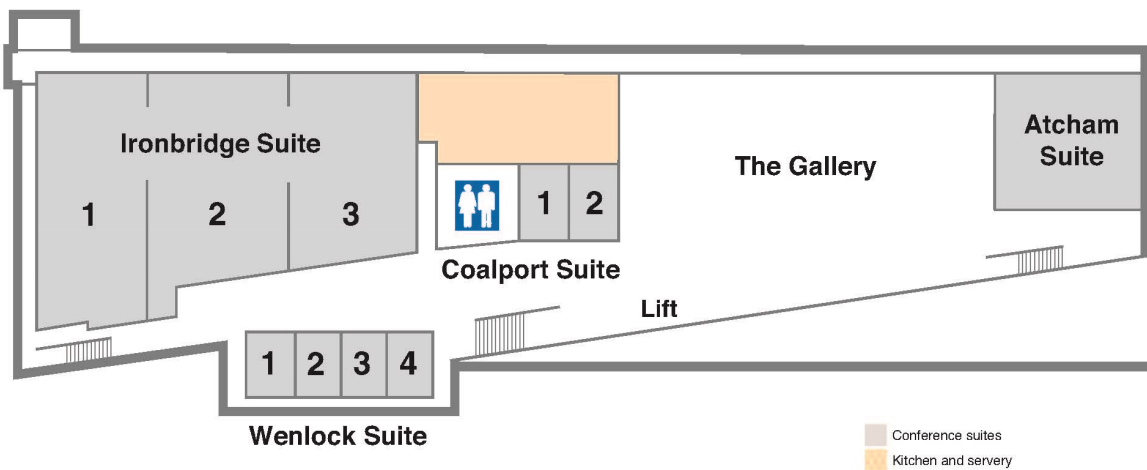 Ironbridge Suite
1
2
3
1
2
Coalport Suite
The Gallery
Atcham
Suite
Lift
1
2
3
4
Wenlock Suite
Conference suites
Kitchen and servery